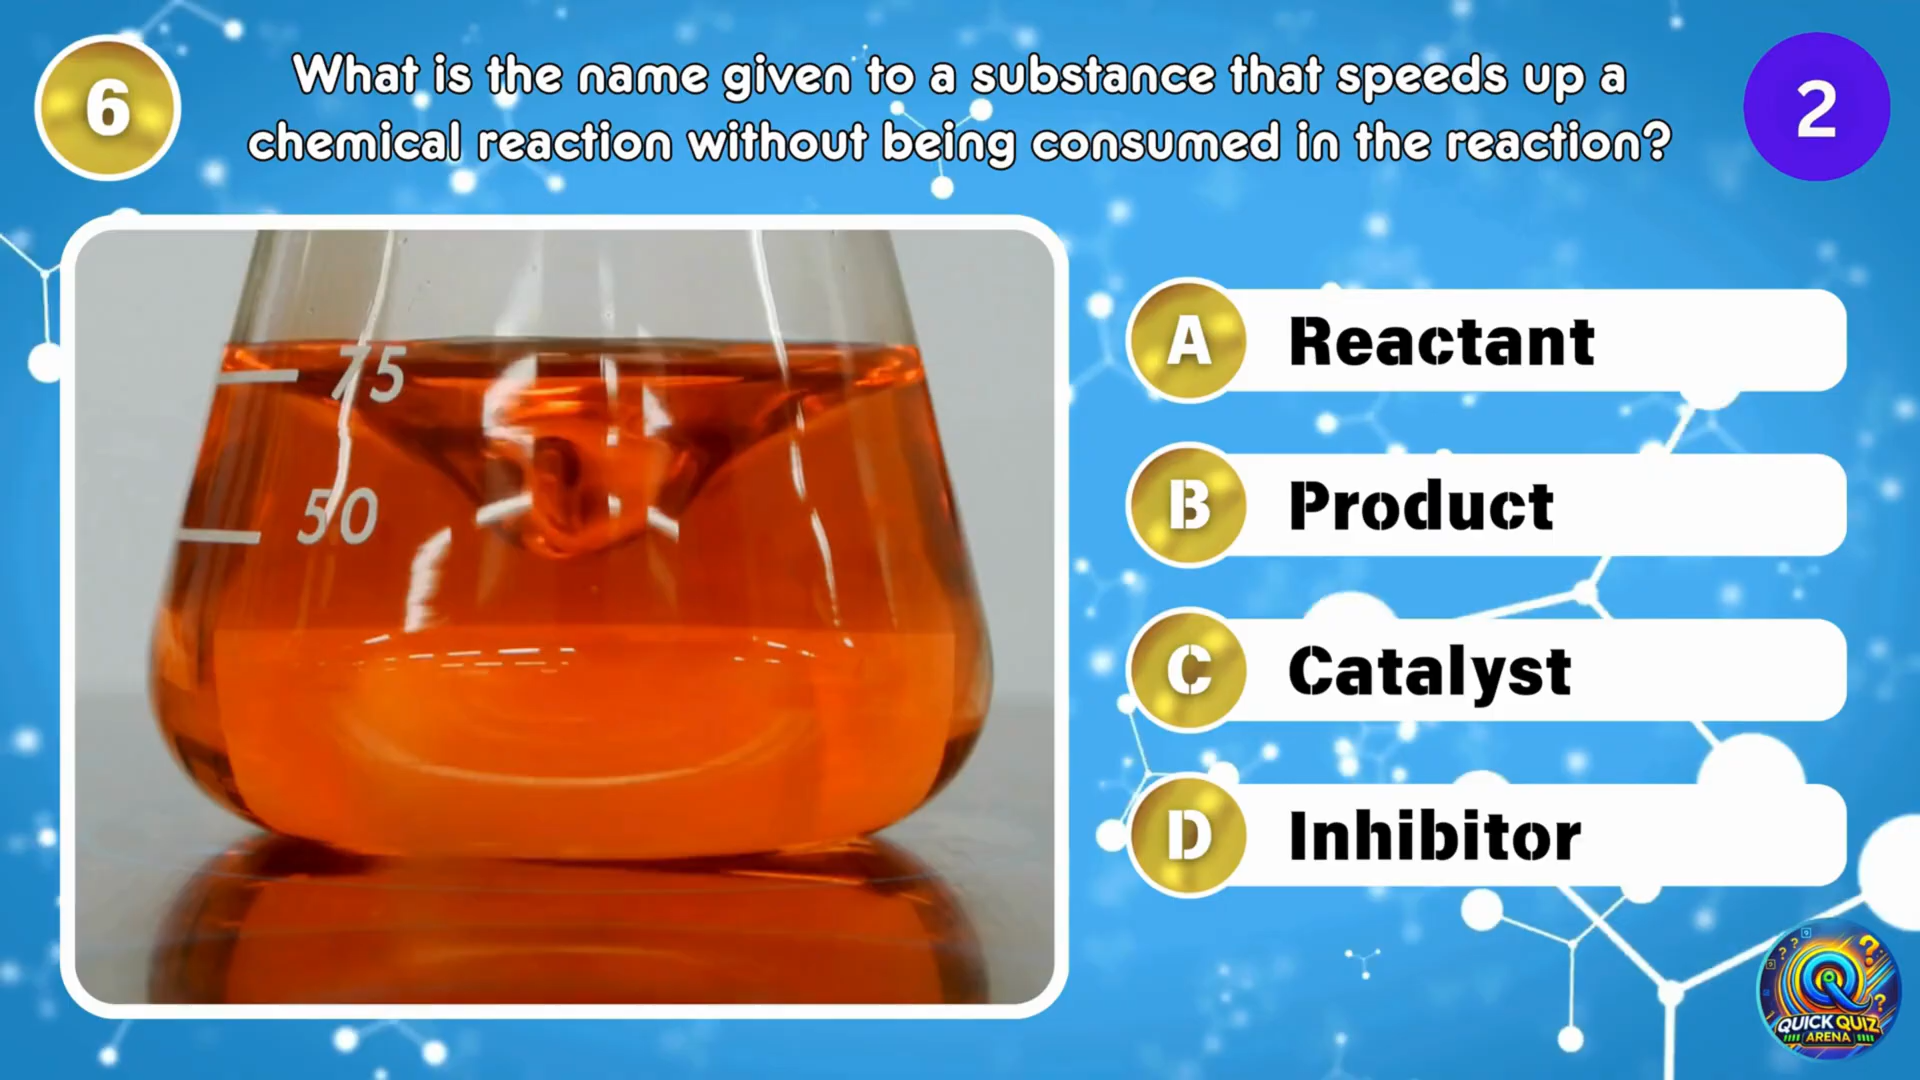 6
What is the name given to a substance that speeds up a
chemical reaction without being consumed in the reaction?
2
75
50
A Reactant
B Product
C Catalyst
D Inhibitor
QUICK QUIZ
ARENA